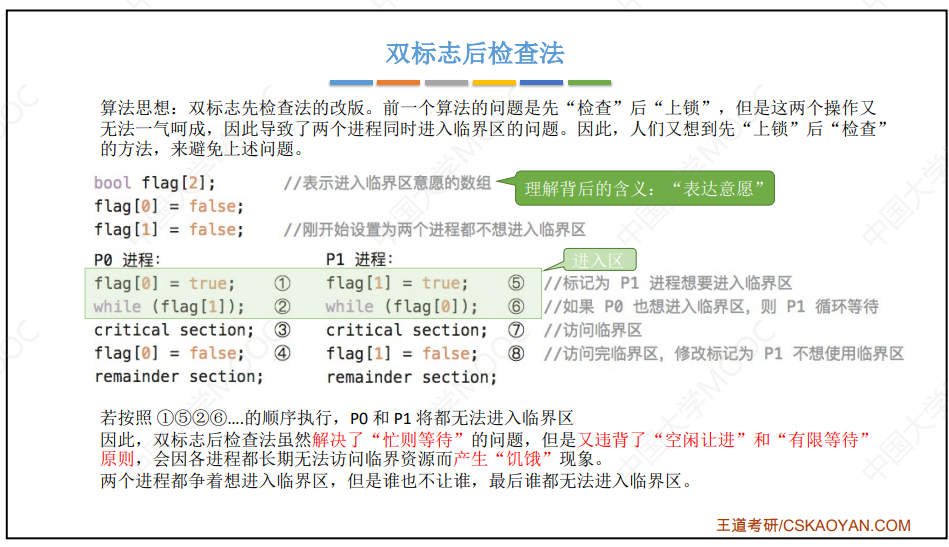 双标志后检查法
算法思想：双标志先检查法的改版。前一个算法的问题是先“检查”后“上锁”，但是这两个操作又
无法一气呵成，因此导致了两个进程同时进入临界区的问题。因此，人们又想到先“上锁”后“检查”
的方法，来避免上述问题。
bool flag[2]; //表示进入临界区意愿的数组
理解背后的含义：“表达意愿”
flag[0] = false;
flag[1] = false; //刚开始设置为两个进程都不想进入临界区
P0 进程： P1 进程：
进入区
flag[0] = true; ① flag[1] = true; ⑤ //标记为 P1 进程想要进入临界区
while (flag[1]); ② while (flag[0]); ⑥ //如果 P0 也想进入临界区，则 P1 循环等待
critical section; ③ critical section; ⑦ //访问临界区
flag[0] = false; ④ flag[1] = false; ⑧ //访问完临界区，修改标记为 P1 不想使用临界区
remainder section; remainder section;
若按照 ①⑤②⑥....的顺序执行，P0 和 P1 将都无法进入临界区
因此，双标志后检查法虽然解决了“忙则等待”的问题，但是又违背了“空闲让进”和“有限等待”
原则，会因各进程都长期无法访问临界资源而产生“饥饿”现象。
两个进程都争着想进入临界区，但是谁也不让谁，最后谁都无法进入临界区。
王道考研/CSKAOYAN.COM
中国大学MOOC